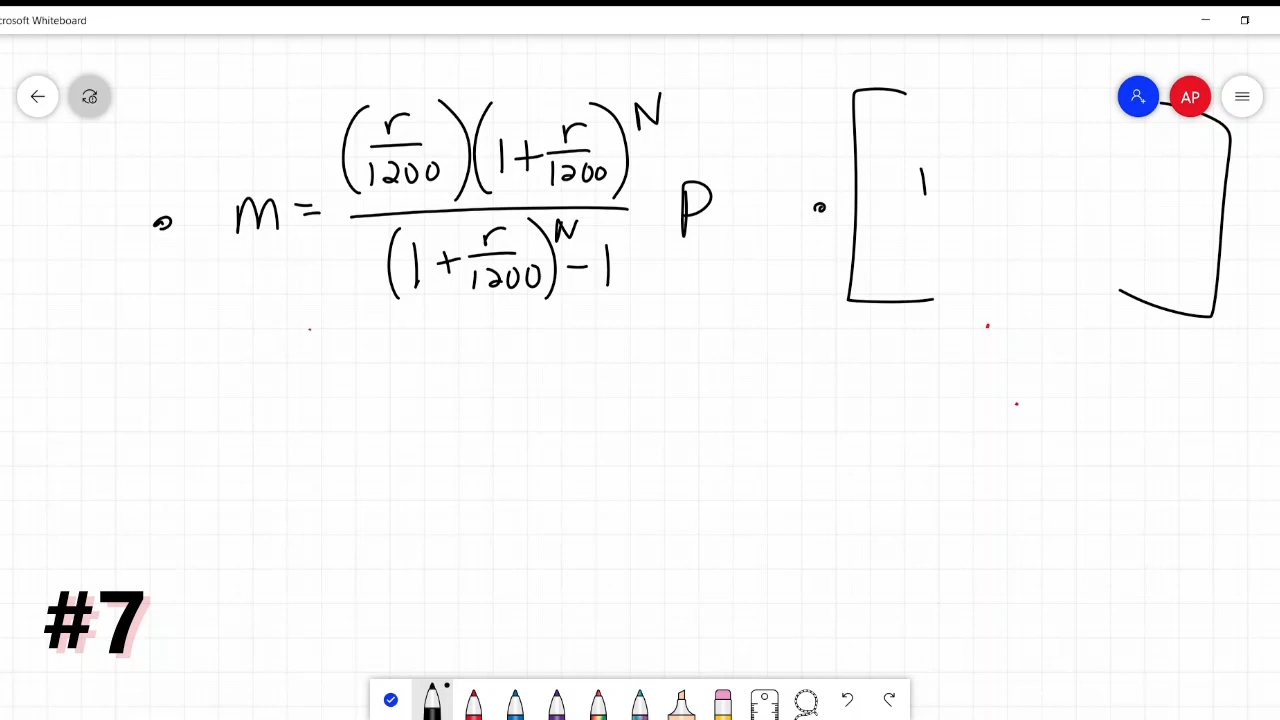 crosoft Whiteboard
AP
• m = (r/1200)(1 + r/1200)^N / ((1 + r/1200)^N - 1) P
• [ 1 ]
#7